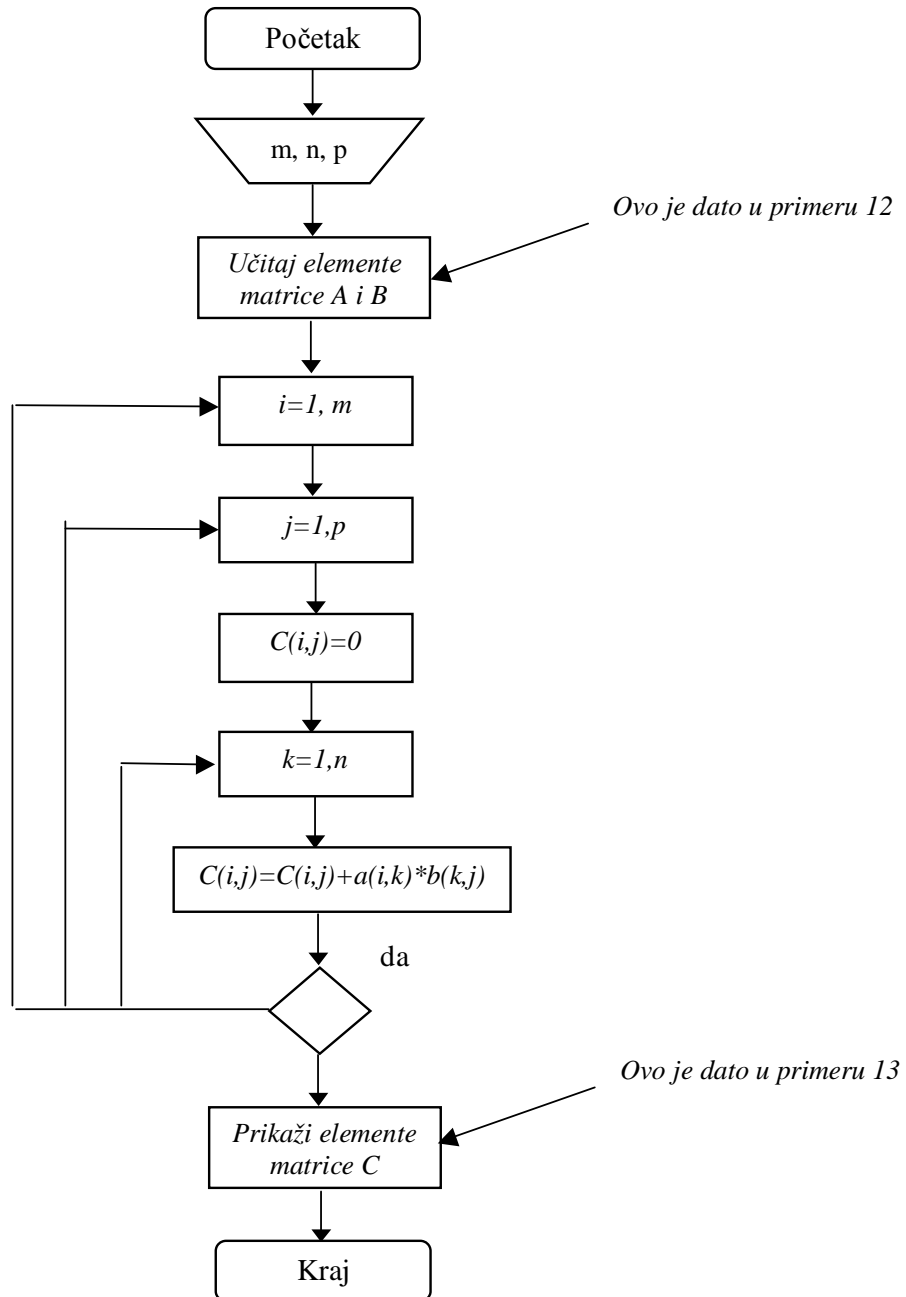 Početak
m, n, p
Ovo je dato u primeru 12
Učitaj elemente
matrice A i B
i=1, m
j=1,p
C(i,j)=0
k=1,n
C(i,j)=C(i,j)+a(i,k)*b(k,j)
da
Ovo je dato u primeru 13
Prikaži elemente
matrice C
Kraj